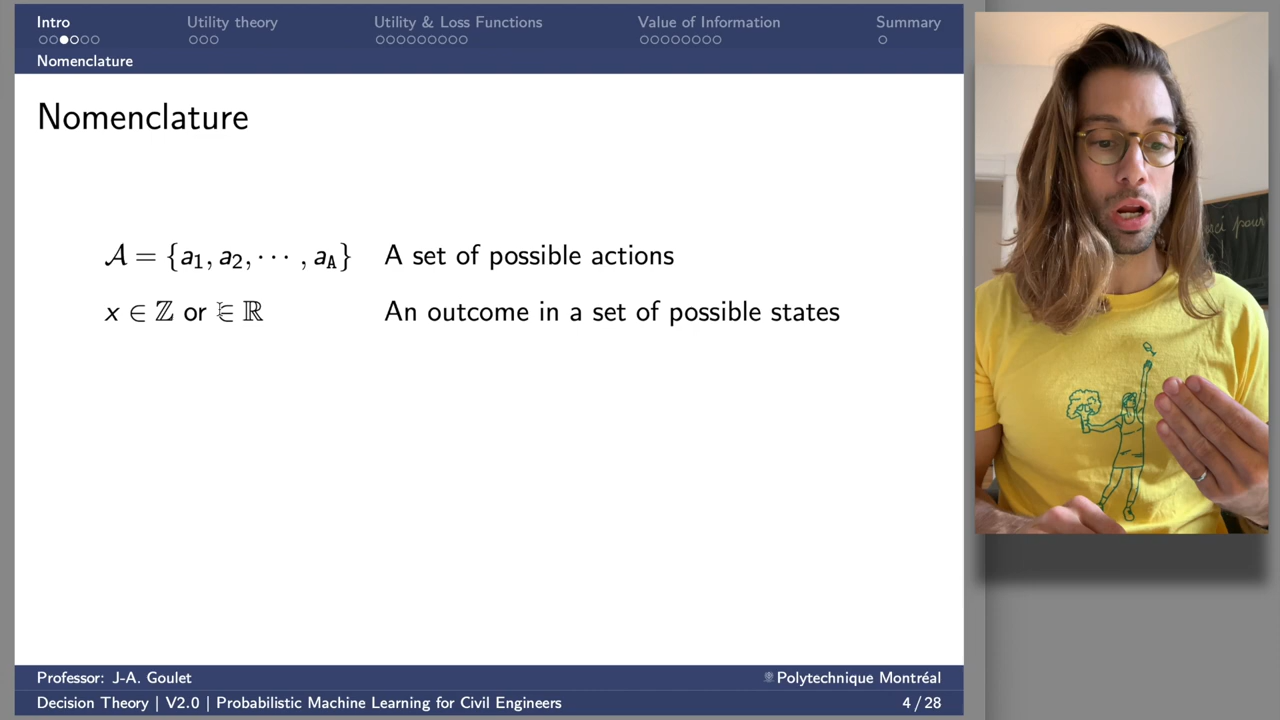 Intro Utility theory Utility & Loss Functions Value of Information Summary
Nomenclature
Nomenclature
𝒜 = {a₁, a₂, ⋯ , a_A} A set of possible actions
x ∈ ℤ or ∈ ℝ An outcome in a set of possible states
Professor: J-A. Goulet Polytechnique Montréal
Decision Theory | V2.0 | Probabilistic Machine Learning for Civil Engineers 4 / 28
pour